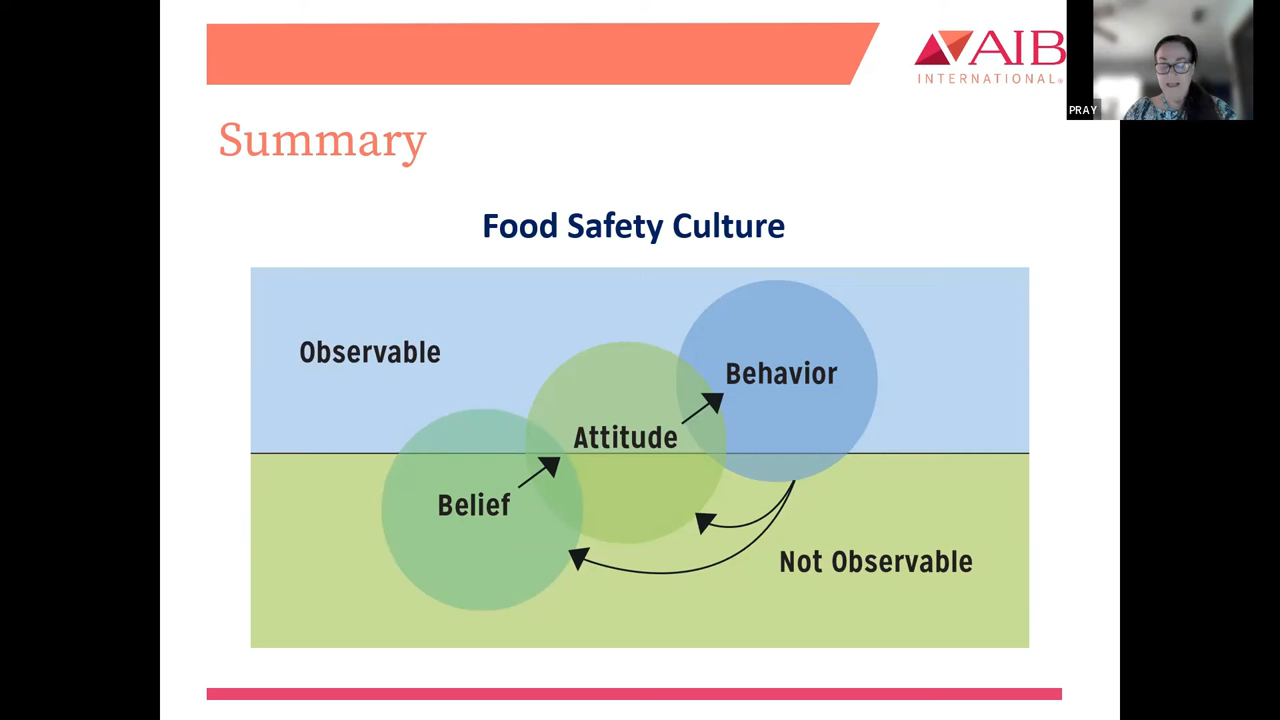 AIB
INTERNATIONAL®
PRAY
Summary
Food Safety Culture
Observable
Behavior
Attitude
Belief
Not Observable